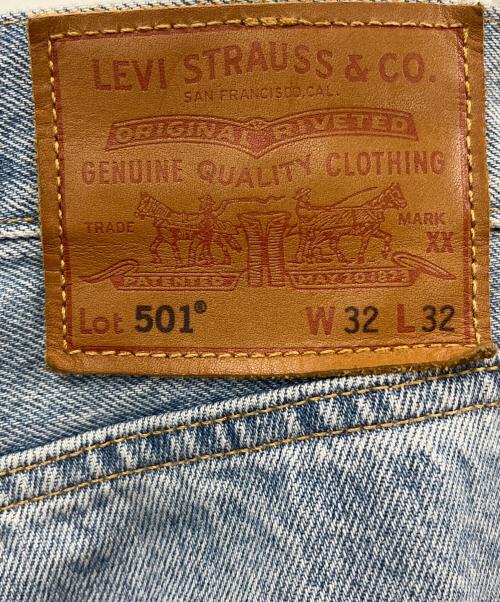 LEVI STRAUSS & CO.
SAN FRANCISCO, CAL.
ORIGINAL RIVETED
GENUINE QUALITY CLOTHING
TRADE MARK
XX
PATENTED MAY 20 1873
Lot 501® W 32 L 32